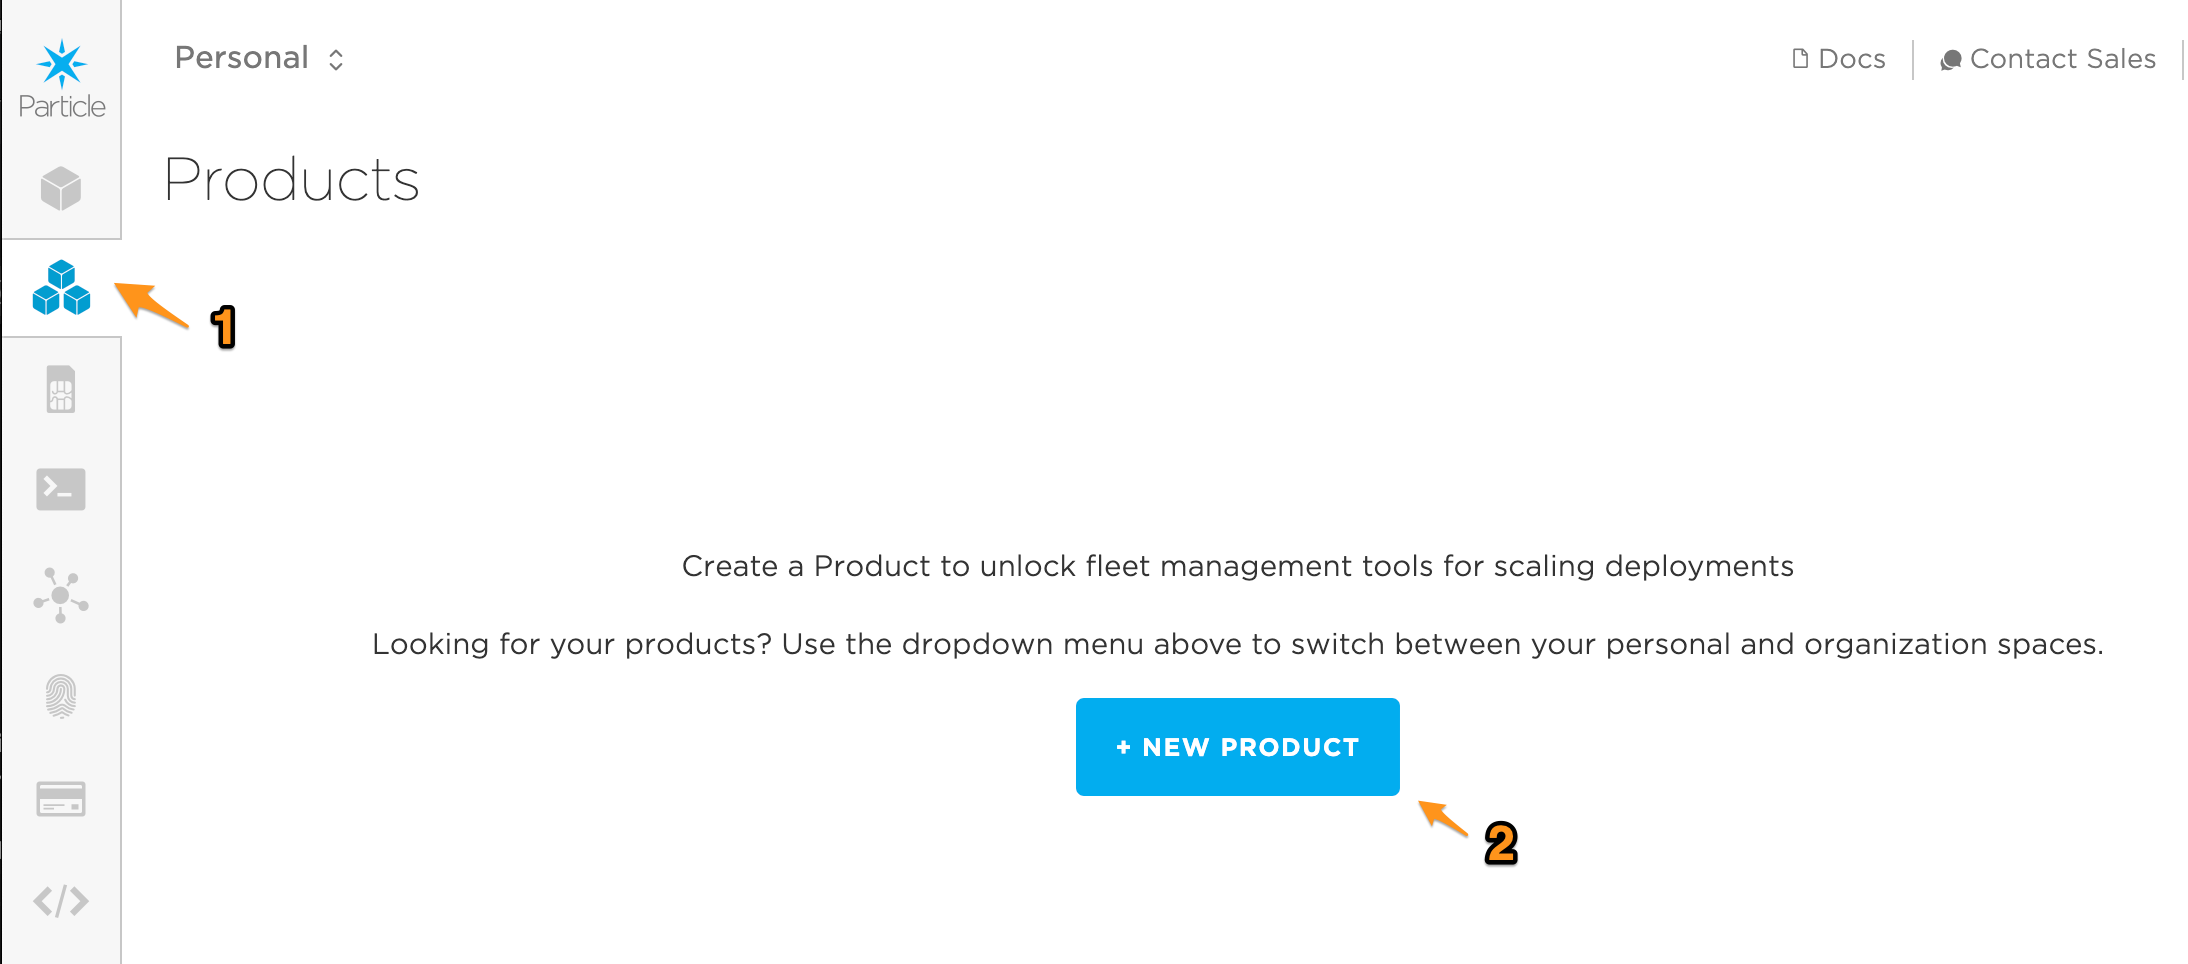 Particle
Personal
Docs
Contact Sales
Products
1
Create a Product to unlock fleet management tools for scaling deployments
Looking for your products? Use the dropdown menu above to switch between your personal and organization spaces.
+ NEW PRODUCT
2